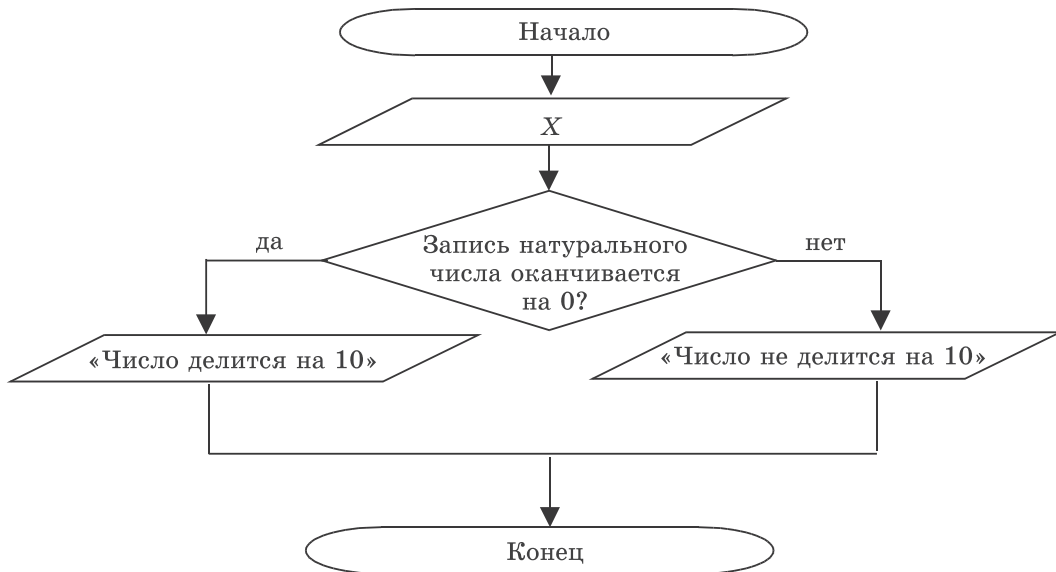 Начало
X
да
нет
Запись натурального
числа оканчивается
на 0?
«Число делится на 10»
«Число не делится на 10»
Конец